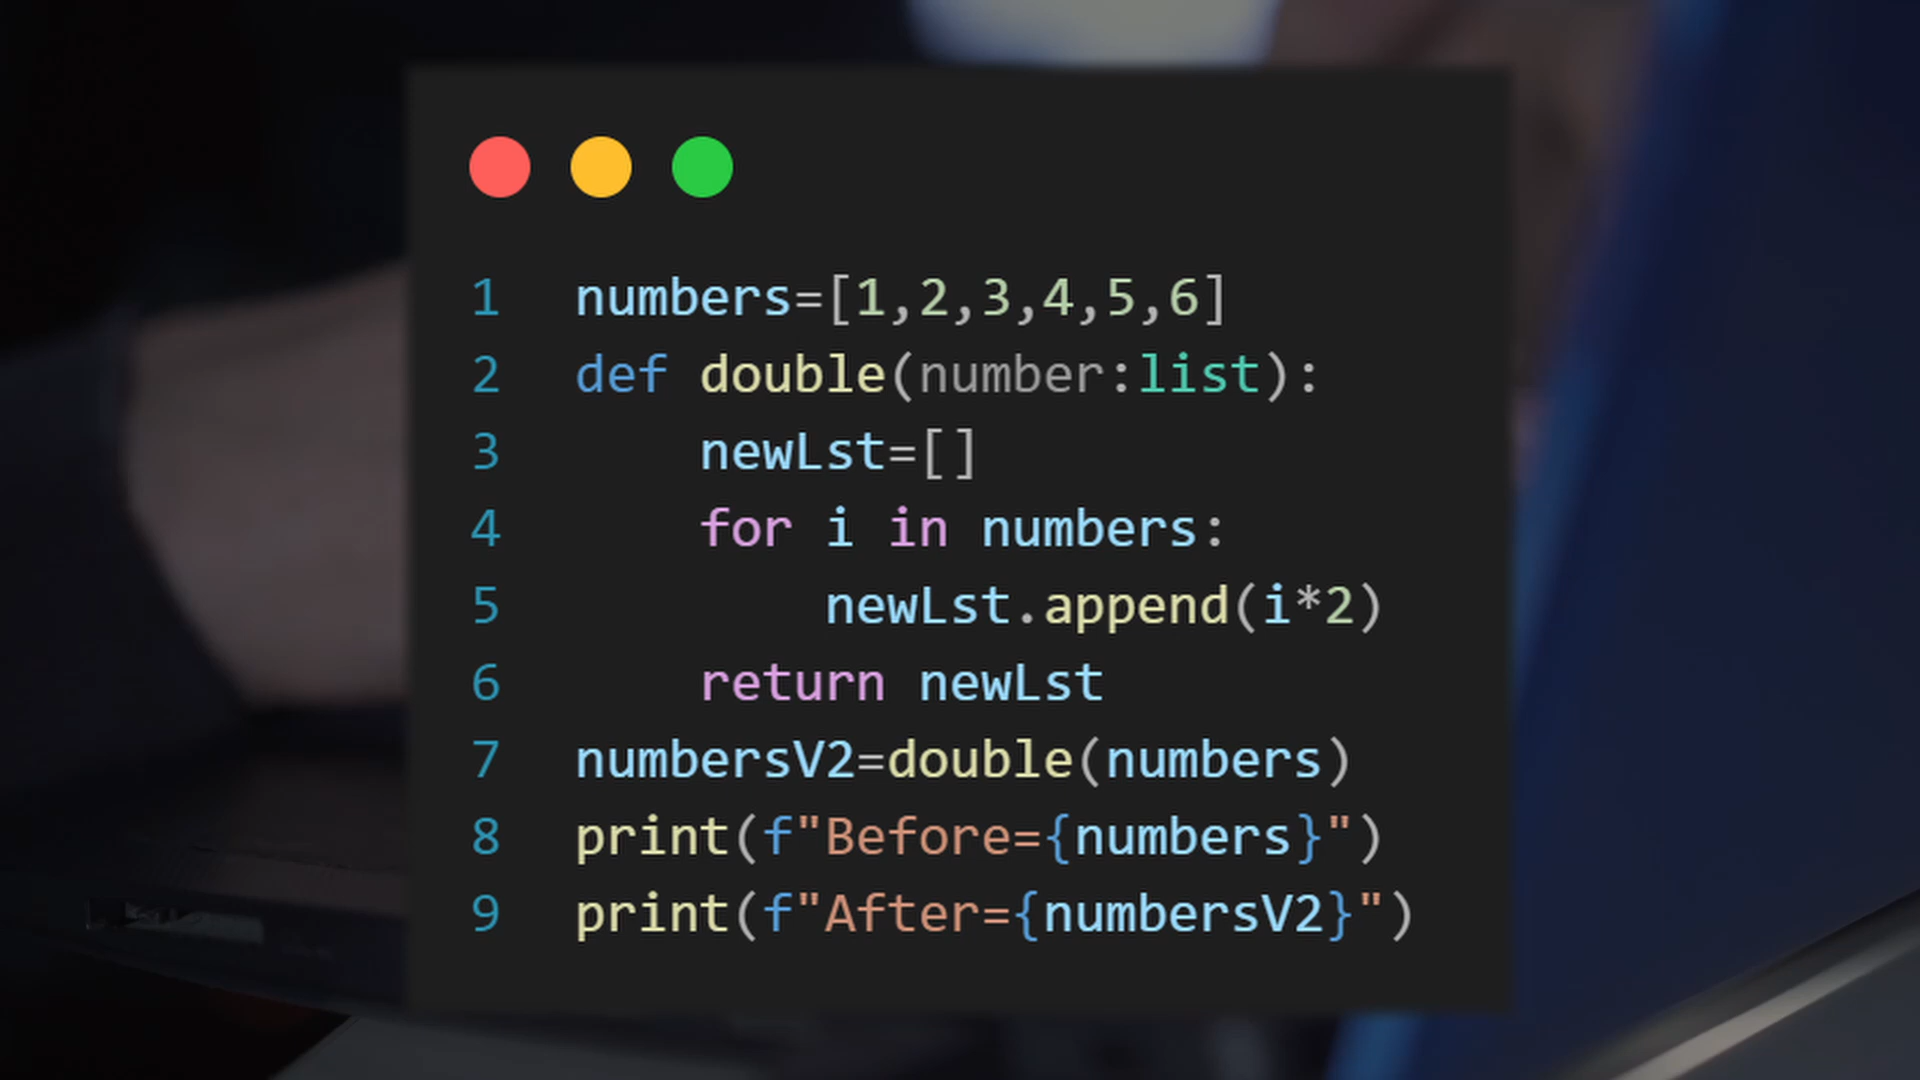 1 numbers=[1,2,3,4,5,6]
2 def double(number:list):
3     newLst=[]
4     for i in numbers:
5         newLst.append(i*2)
6     return newLst
7 numbersV2=double(numbers)
8 print(f"Before={numbers}")
9 print(f"After={numbersV2}")